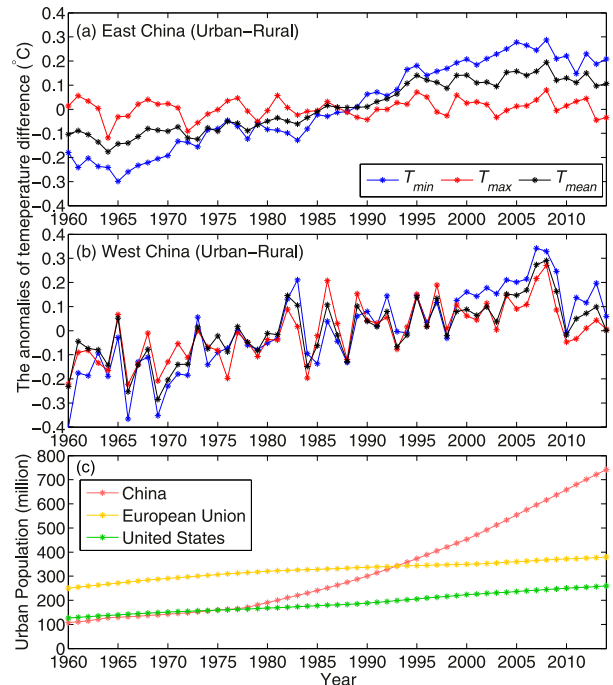 The anomalies of temeperature difference (°C)
(a) East China (Urban−Rural)
0.4
0.3
0.2
0.1
0
−0.1
−0.2
−0.3
−0.4
T_min T_max T_mean
1960 1965 1970 1975 1980 1985 1990 1995 2000 2005 2010
(b) West China (Urban−Rural)
0.4
0.3
0.2
0.1
0
−0.1
−0.2
−0.3
−0.4
1960 1965 1970 1975 1980 1985 1990 1995 2000 2005 2010
Urban Population (million)
(c)
800
700
600
500
400
300
200
100
0
China
European Union
United States
1960 1965 1970 1975 1980 1985 1990 1995 2000 2005 2010
Year